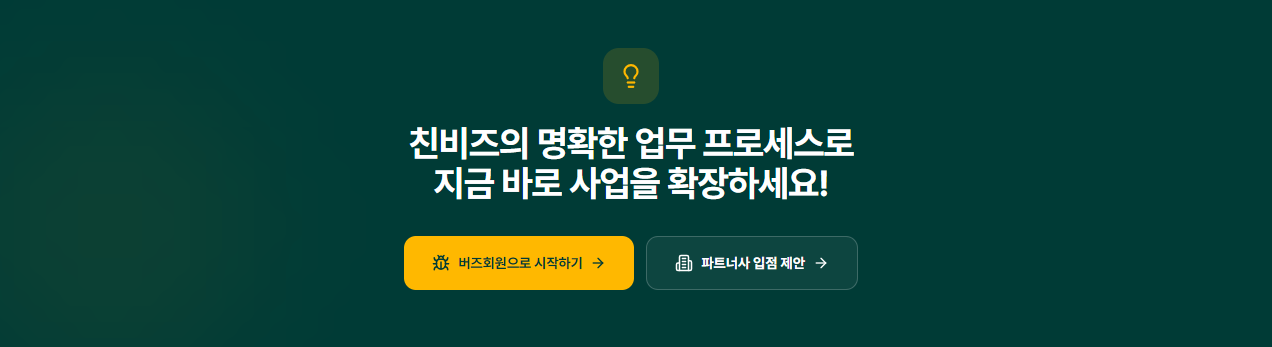 친비즈의 명확한 업무 프로세스로
지금 바로 사업을 확장하세요!
버즈회원으로 시작하기
파트너사 입점 제안